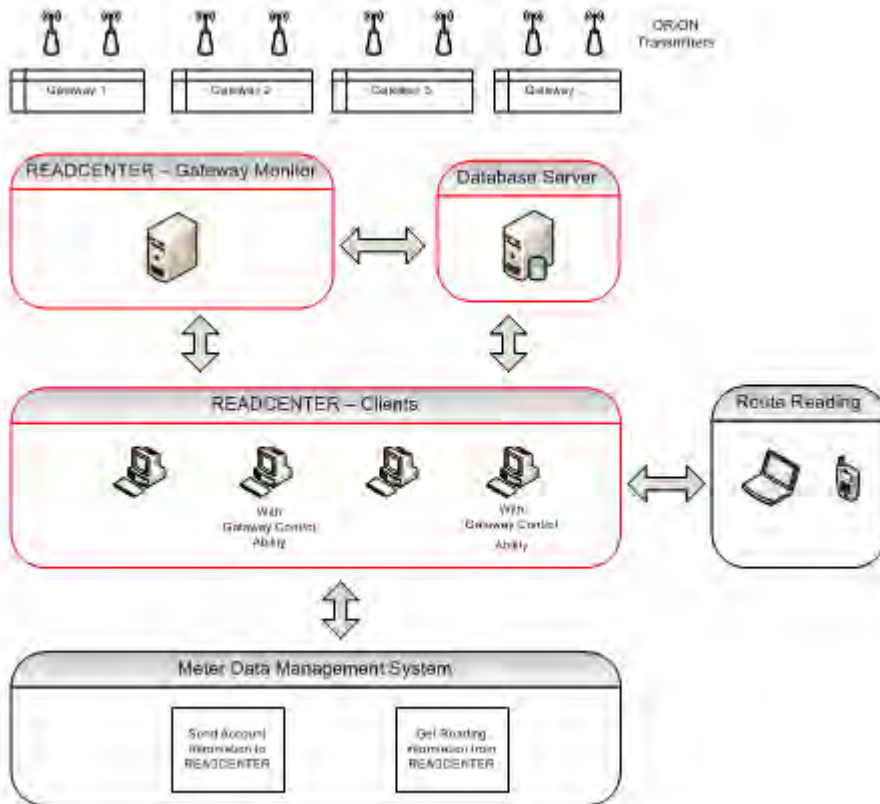 ORION
Transmitters
Gateway 1
Gateway 2
Gateway 3
Gateway ...
READCENTER – Gateway Monitor
Database Server
READCENTER – Clients
Route Reading
With
Gateway Control
Ability
With
Gateway Control
Ability
Meter Data Management System
Send Account
Information to
READCENTER
Get Reading
information from
READCENTER